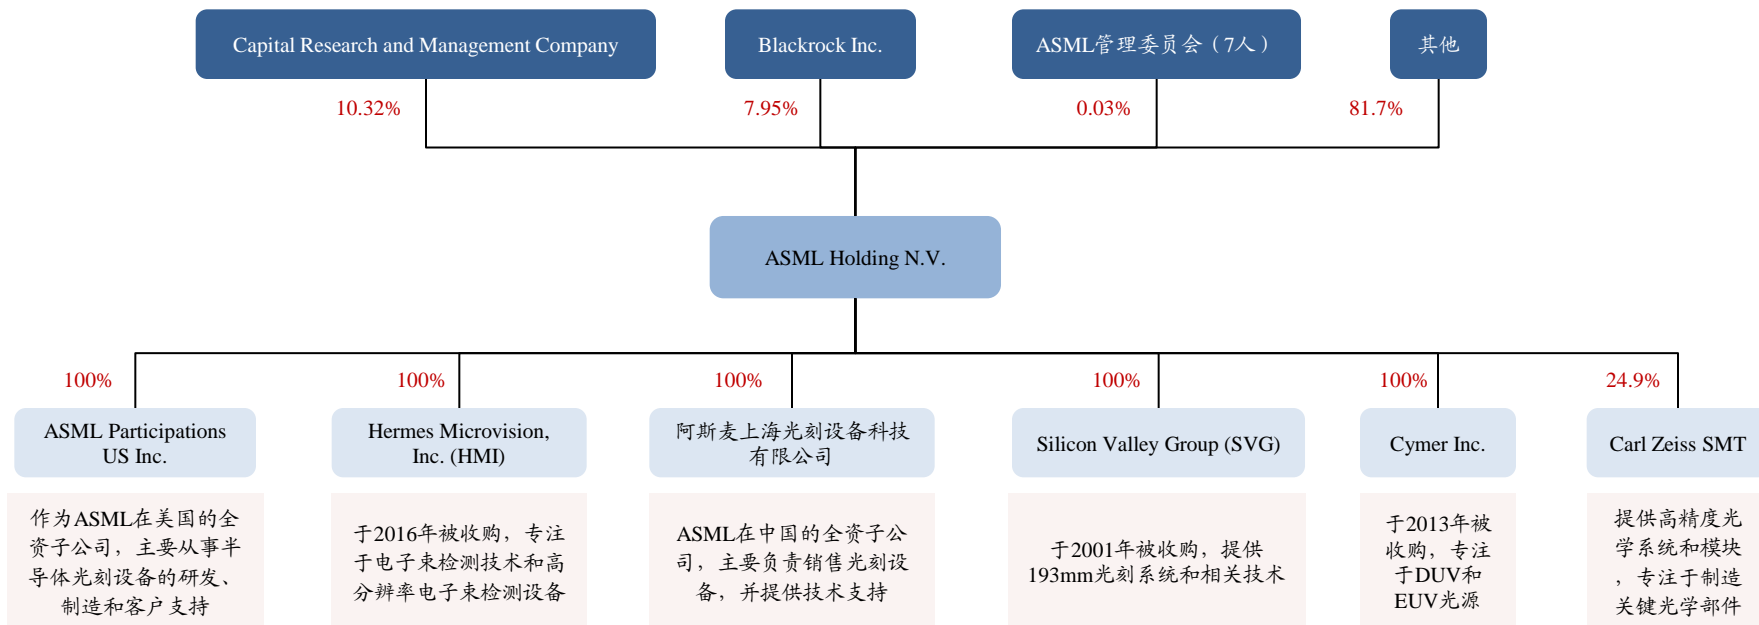 Capital Research and Management Company
Blackrock Inc.
ASML管理委员会（7人）
其他
10.32%
7.95%
0.03%
81.7%
ASML Holding N.V.
100%
100%
100%
100%
100%
24.9%
ASML Participations
US Inc.
Hermes Microvision,
Inc. (HMI)
阿斯麦上海光刻设备科技
有限公司
Silicon Valley Group (SVG)
Cymer Inc.
Carl Zeiss SMT
作为ASML在美国的全
资子公司，主要从事半
导体光刻设备的研发、
制造和客户支持
于2016年被收购，专注
于电子束检测技术和高
分辨率电子束检测设备
ASML在中国的全资子公
司，主要负责销售光刻设
备，并提供技术支持
于2001年被收购，提供
193mm光刻系统和相关技术
于2013年被
收购，专注
于DUV和
EUV光源
提供高精度光
学系统和模块
，专注于制造
关键光学部件